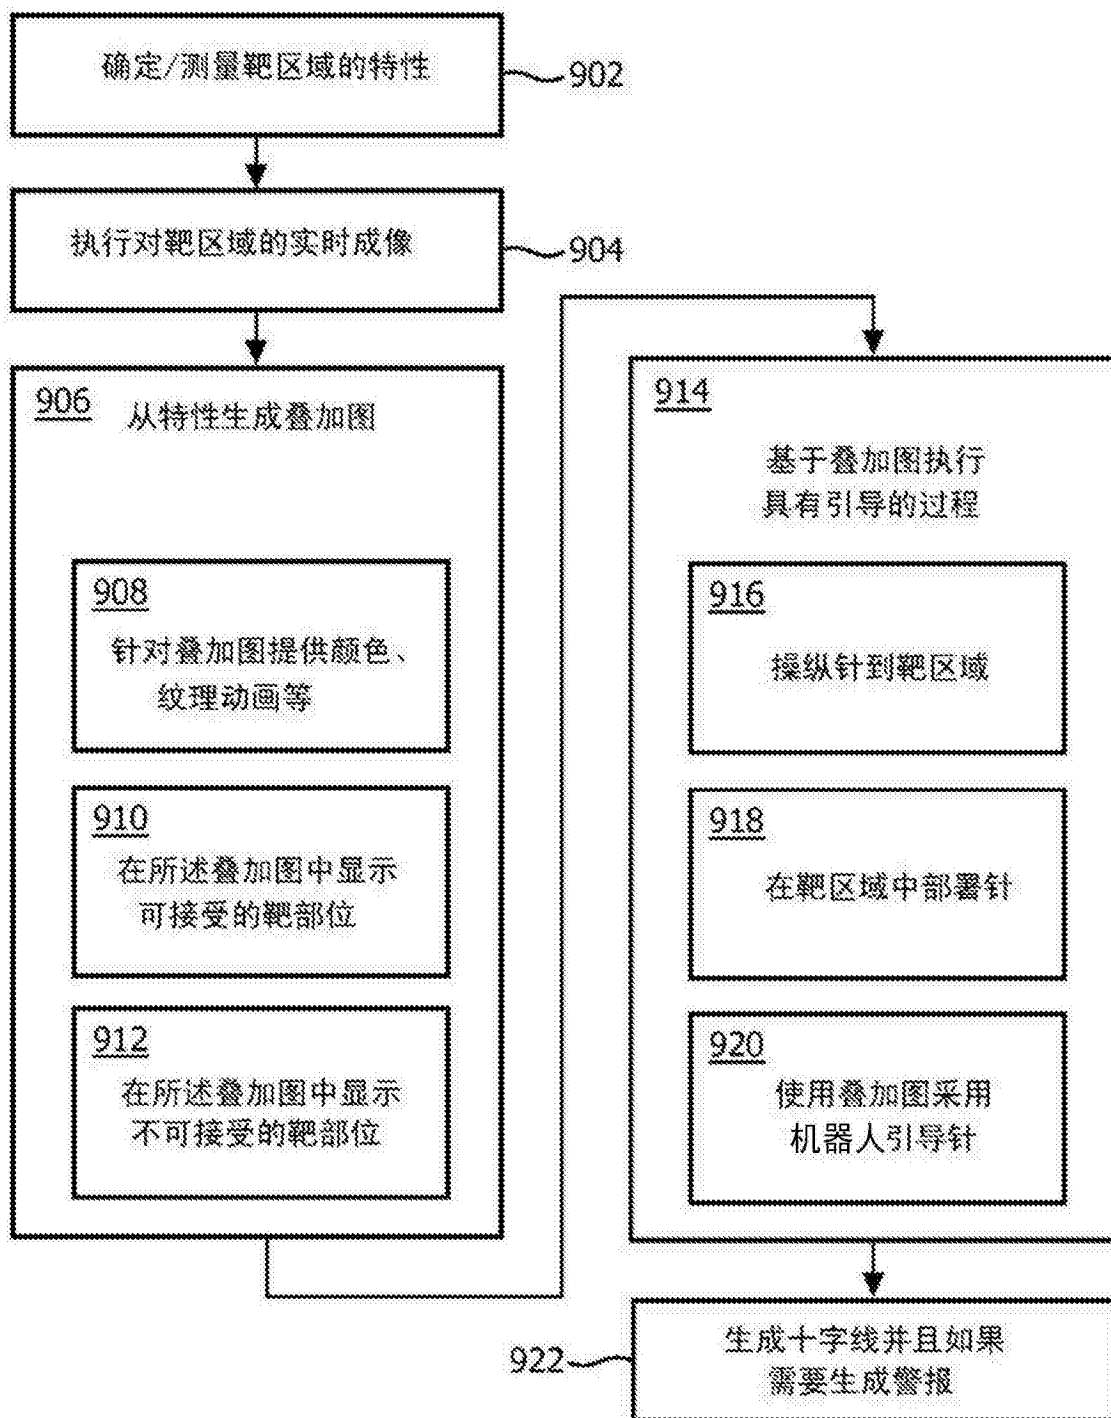 确定/测量靶区域的特性
902
执行对靶区域的实时成像
904
906
从特性生成叠加图
908
针对叠加图提供颜色、
纹理动画等
910
在所述叠加图中显示
可接受的靶部位
912
在所述叠加图中显示
不可接受的靶部位
914
基于叠加图执行
具有引导的过程
916
操纵针到靶区域
918
在靶区域中部署针
920
使用叠加图采用
机器人引导针
922
生成十字线并且如果
需要生成警报